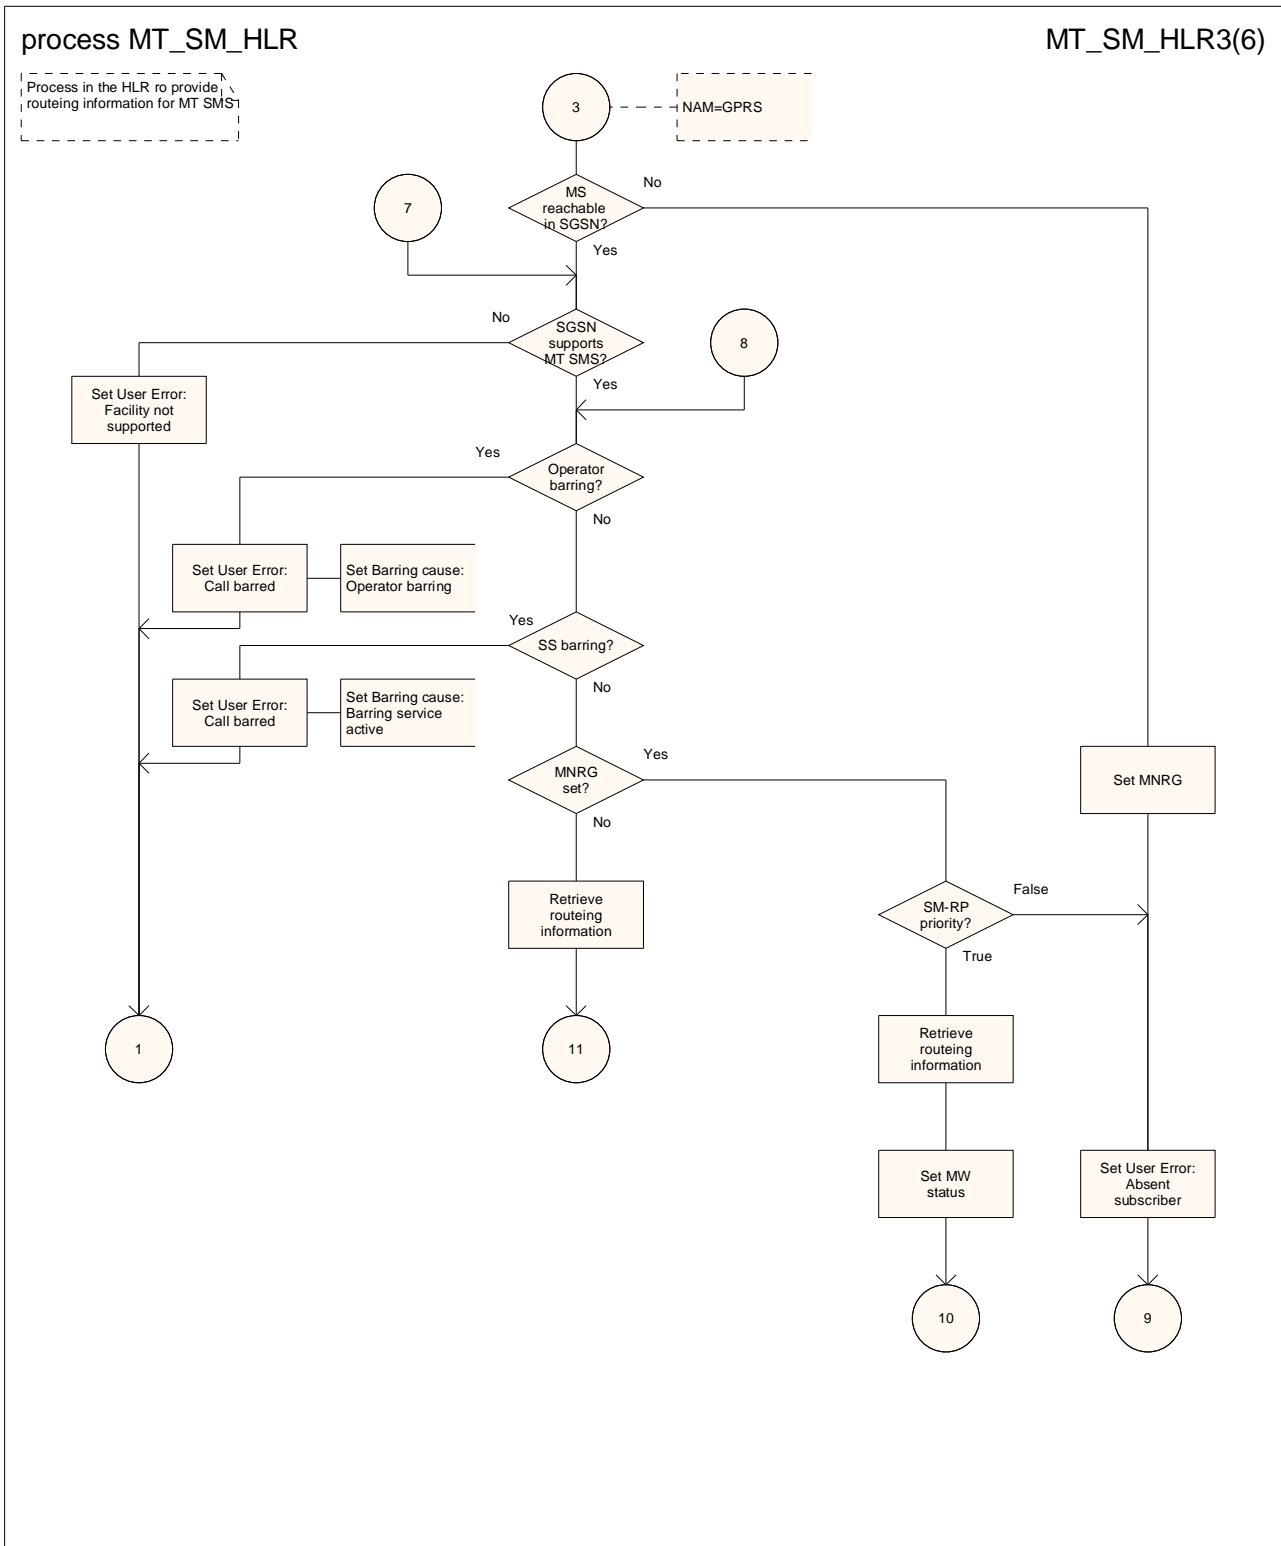 process MT_SM_HLR
MT_SM_HLR3(6)
Process in the HLR ro provide
routeing information for MT SMS
3
NAM=GPRS
MS
reachable
in SGSN?
No
7
Yes
No
SGSN
supports
MT SMS?
8
Yes
Set User Error:
Facility not
supported
Yes
Operator
barring?
No
Set User Error:
Call barred
Set Barring cause:
Operator barring
Yes
SS barring?
No
Set User Error:
Call barred
Set Barring cause:
Barring service
active
Yes
MNRG
set?
No
Set MNRG
Retrieve
routeing
information
False
SM-RP
priority?
True
1
11
Retrieve
routeing
information
Set MW
status
Set User Error:
Absent
subscriber
10
9